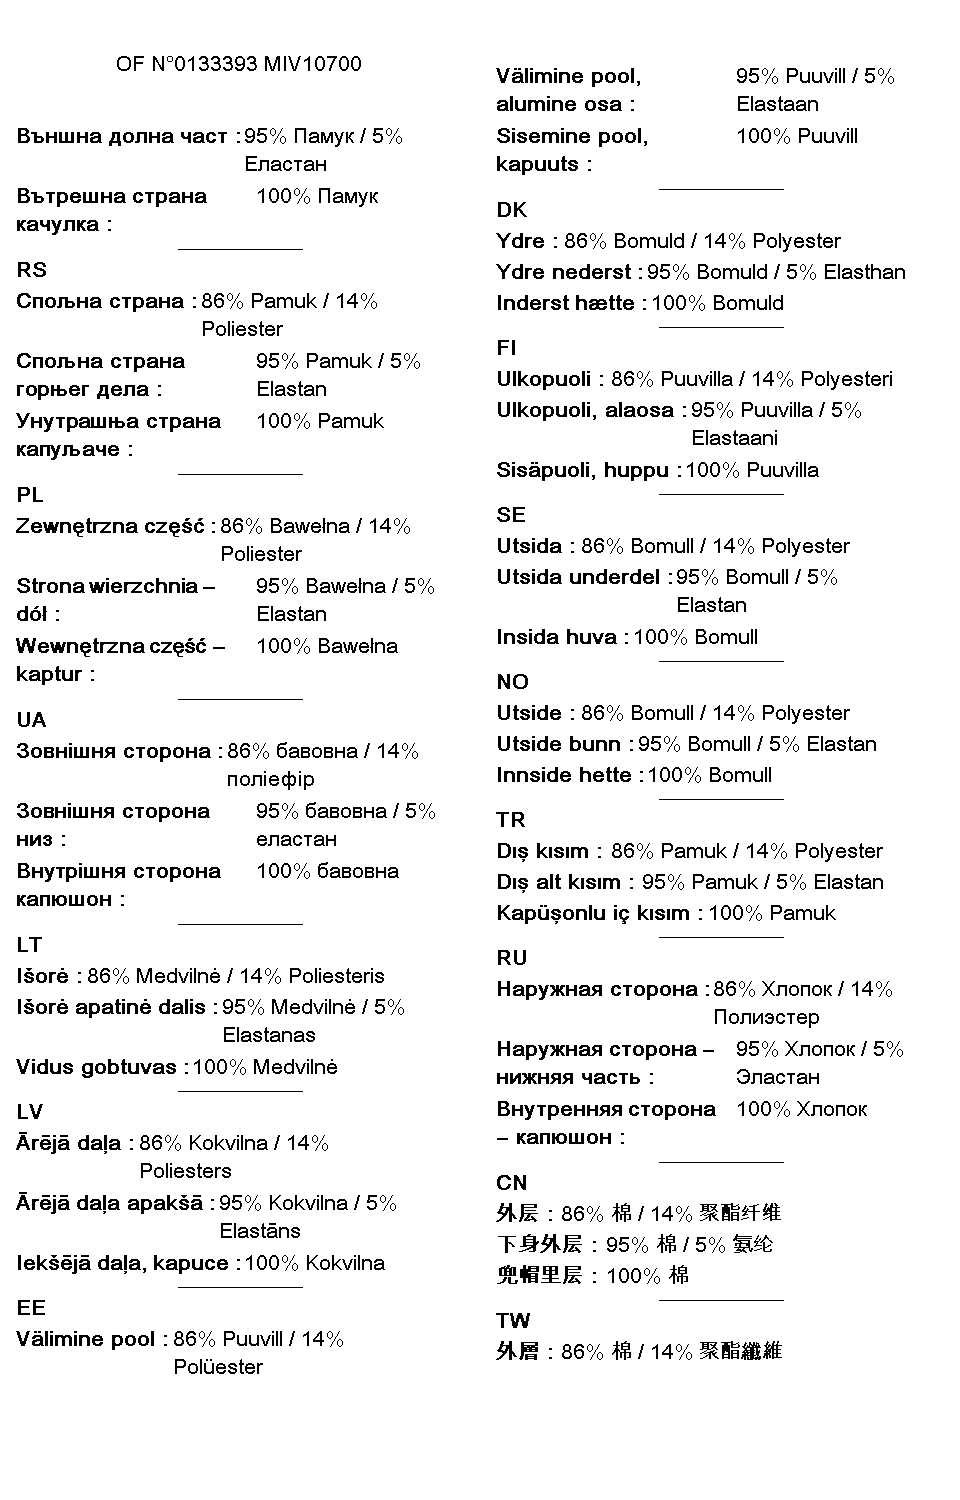 OF N°0133393 MIV10700
Външна долна част : 95% Памук / 5%
Еластан
Вътрешна страна 100% Памук
качулка :
RS
Спољна страна : 86% Pamuk / 14%
Poliester
Спољна страна 95% Pamuk / 5%
горњег дела : Elastan
Унутрашња страна 100% Pamuk
капуљаче :
PL
Zewnętrzna część : 86% Bawełna / 14%
Poliester
Strona wierzchnia – 95% Bawełna / 5%
dół : Elastan
Wewnętrzna część – 100% Bawełna
kaptur :
UA
Зовнішня сторона : 86% бавовна / 14%
поліефір
Зовнішня сторона 95% бавовна / 5%
низ : еластан
Внутрішня сторона 100% бавовна
капюшон :
LT
Išorė : 86% Medvilnė / 14% Poliesteris
Išorė apatinė dalis : 95% Medvilnė / 5%
Elastanas
Vidus gobtuvas : 100% Medvilnė
LV
Ārējā daļa : 86% Kokvilna / 14%
Poliesters
Ārējā daļa apakšā : 95% Kokvilna / 5%
Elastāns
Iekšējā daļa, kapuce : 100% Kokvilna
EE
Välimine pool : 86% Puuvill / 14%
Polüester
Välimine pool, 95% Puuvill / 5%
alumine osa : Elastaan
Sisemine pool, 100% Puuvill
kapuuts :
DK
Ydre : 86% Bomuld / 14% Polyester
Ydre nederst : 95% Bomuld / 5% Elasthan
Inderst hætte : 100% Bomuld
FI
Ulkopuoli : 86% Puuvilla / 14% Polyesteri
Ulkopuoli, alaosa : 95% Puuvilla / 5%
Elastaani
Sisäpuoli, huppu : 100% Puuvilla
SE
Utsida : 86% Bomull / 14% Polyester
Utsida underdel : 95% Bomull / 5%
Elastan
Insida huva : 100% Bomull
NO
Utside : 86% Bomull / 14% Polyester
Utside bunn : 95% Bomull / 5% Elastan
Innside hette : 100% Bomull
TR
Dış kısım : 86% Pamuk / 14% Polyester
Dış alt kısım : 95% Pamuk / 5% Elastan
Kapüşonlu iç kısım : 100% Pamuk
RU
Наружная сторона : 86% Хлопок / 14%
Полиэстер
Наружная сторона – 95% Хлопок / 5%
нижняя часть : Эластан
Внутренняя сторона 100% Хлопок
– капюшон :
CN
外层 : 86% 棉 / 14% 聚酯纤维
下身外层 : 95% 棉 / 5% 氨纶
兜帽里层 : 100% 棉
TW
外層 : 86% 棉 / 14% 聚酯纖維